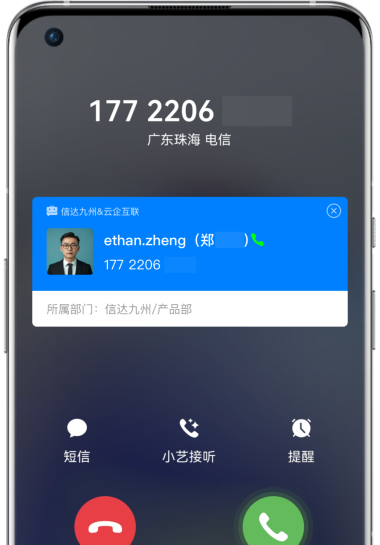 177 2206
广东珠海 电信
信达九州&云企互联
ethan.zheng（郑 ）
177 2206
所属部门：信达九州/产品部
短信
小艺接听
提醒